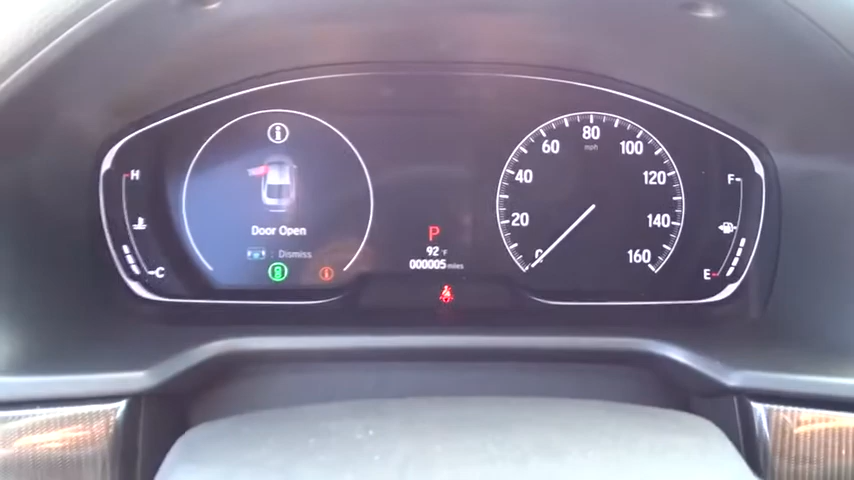 H
C
Door Open
: Dismiss
P
92 °F
000005 miles
0
20
40
60
80
100
120
140
160
mph
F
E